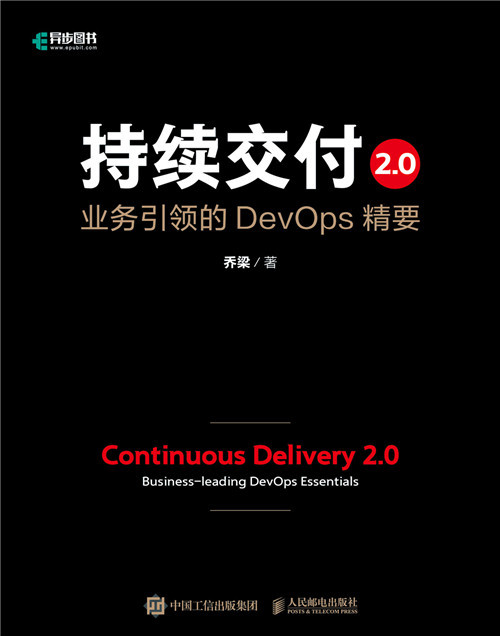 异步图书
www.epubit.com
持续交付 2.0
业务引领的 DevOps 精要
乔梁 / 著
Continuous Delivery 2.0
Business-leading DevOps Essentials
中国工信出版集团
人民邮电出版社
POSTS & TELECOM PRESS